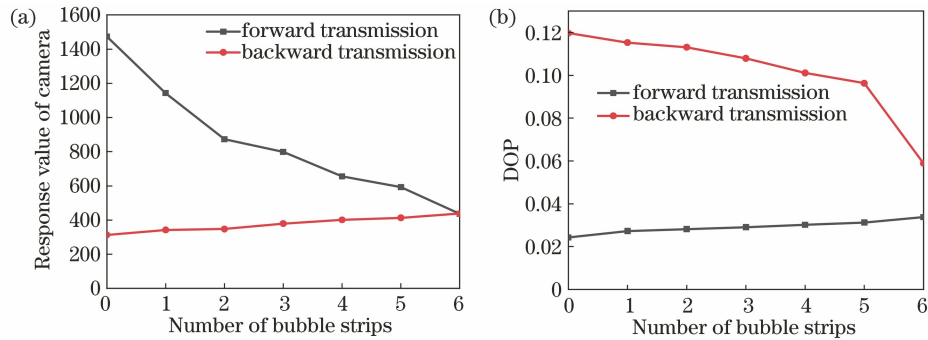 (a)
Response value of camera
1600
1400
1200
1000
800
600
400
200
0
forward transmission
backward transmission
0 1 2 3 4 5 6
Number of bubble strips
(b)
DOP
0.12
0.10
0.08
0.06
0.04
0.02
0
forward transmission
backward transmission
0 1 2 3 4 5 6
Number of bubble strips